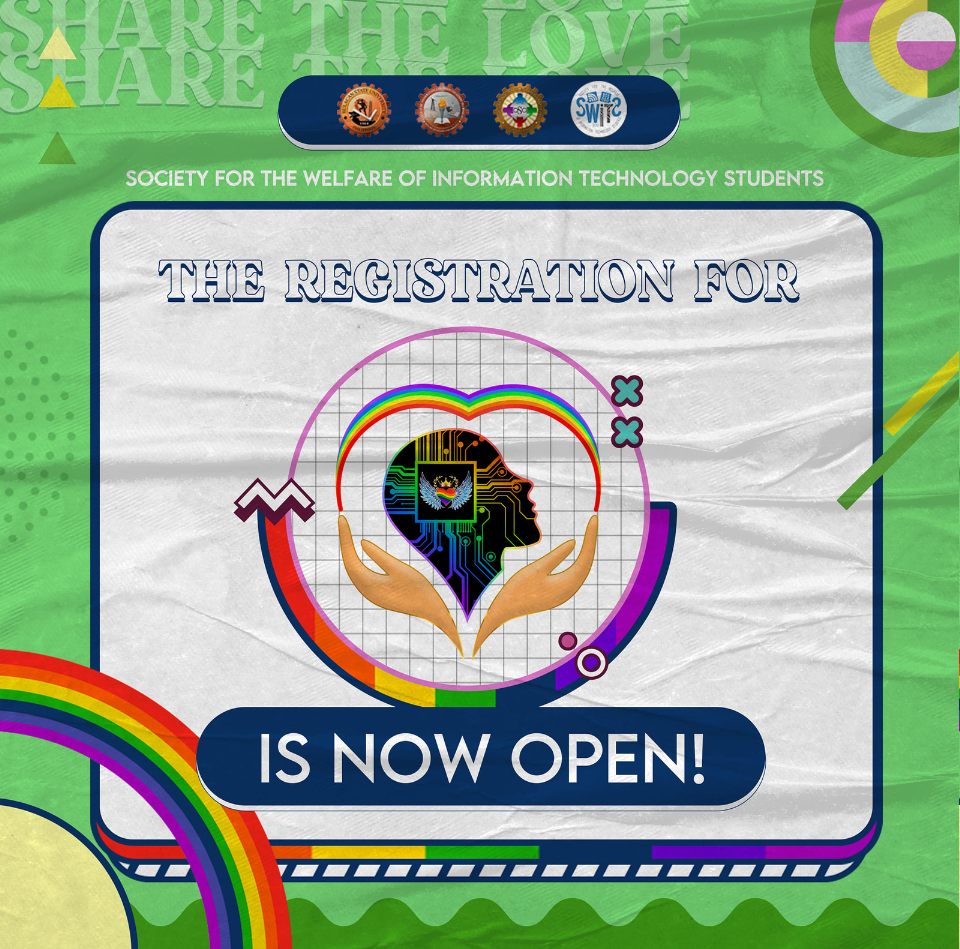 SHARE THE LOVE
SHARE THE LOVE
SWITS
SOCIETY FOR THE WELFARE OF INFORMATION TECHNOLOGY STUDENTS
THE REGISTRATION FOR
IS NOW OPEN!